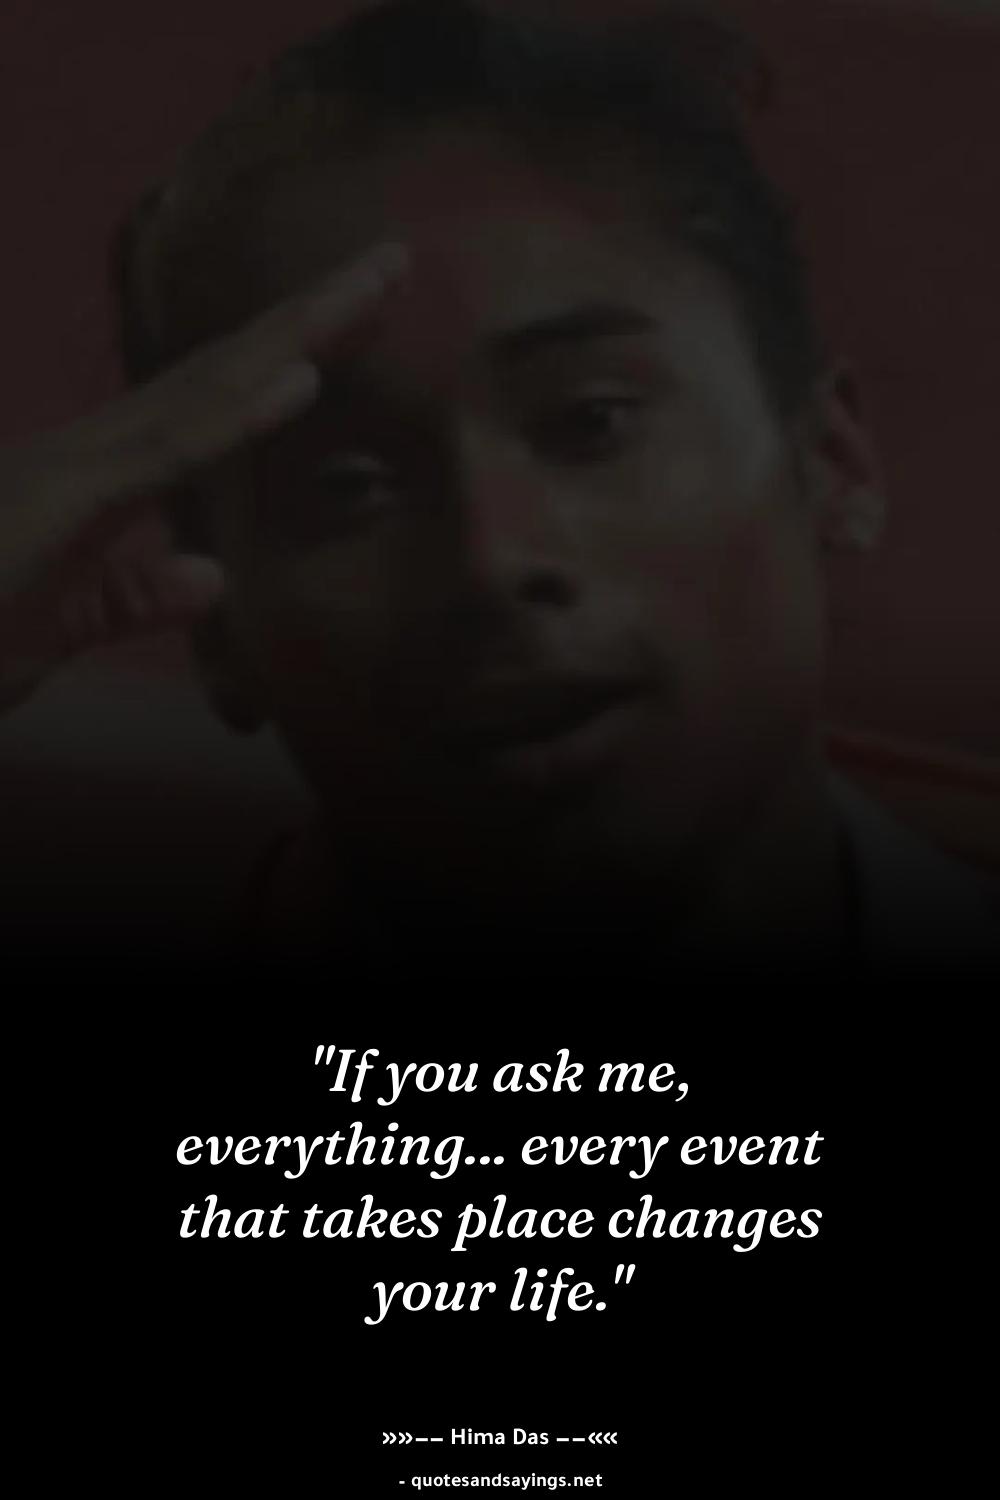 "If you ask me,
everything... every event
that takes place changes
your life."
»»-- Hima Das --««
- quotesandsayings.net